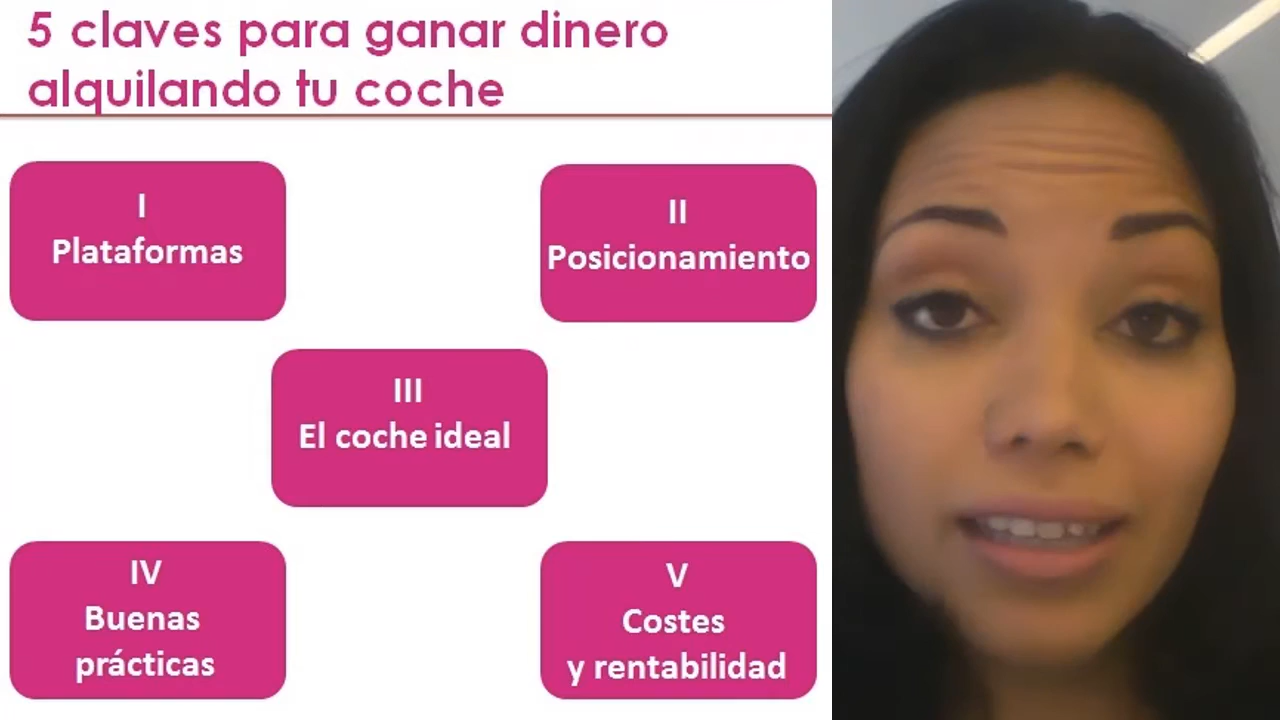 5 claves para ganar dinero
alquilando tu coche
I
Plataformas
II
Posicionamiento
III
El coche ideal
IV
Buenas
prácticas
V
Costes
y rentabilidad